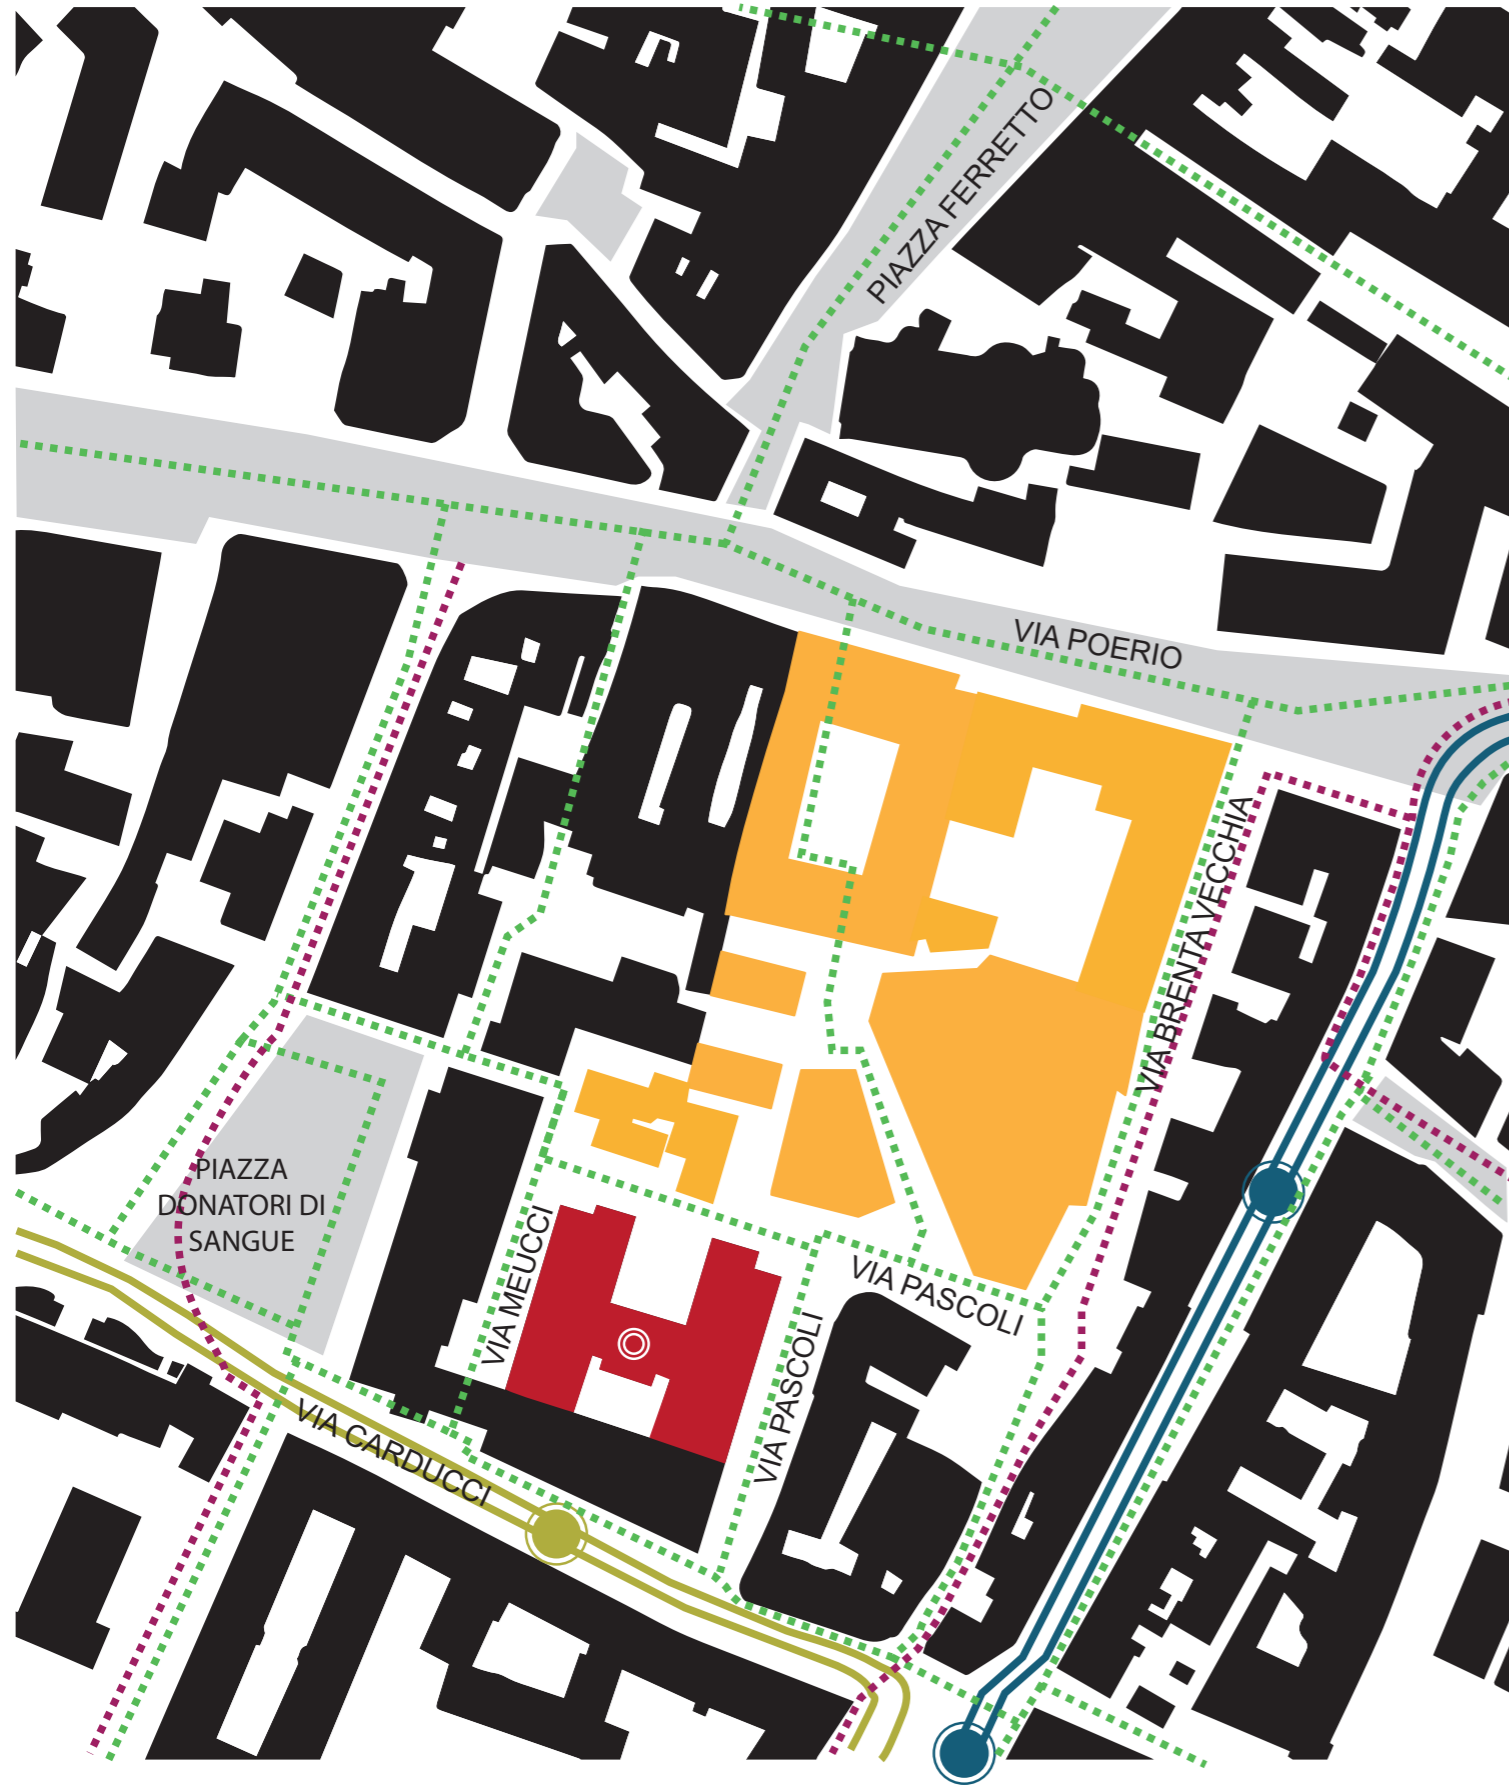 PIAZZA FERRETTO
VIA POERIO
VIA BRENTA VECCHIA
PIAZZA
DONATORI DI
SANGUE
VIA MEUCCI
VIA PASCOLI
VIA PASCOLI
VIA CARDUCCI